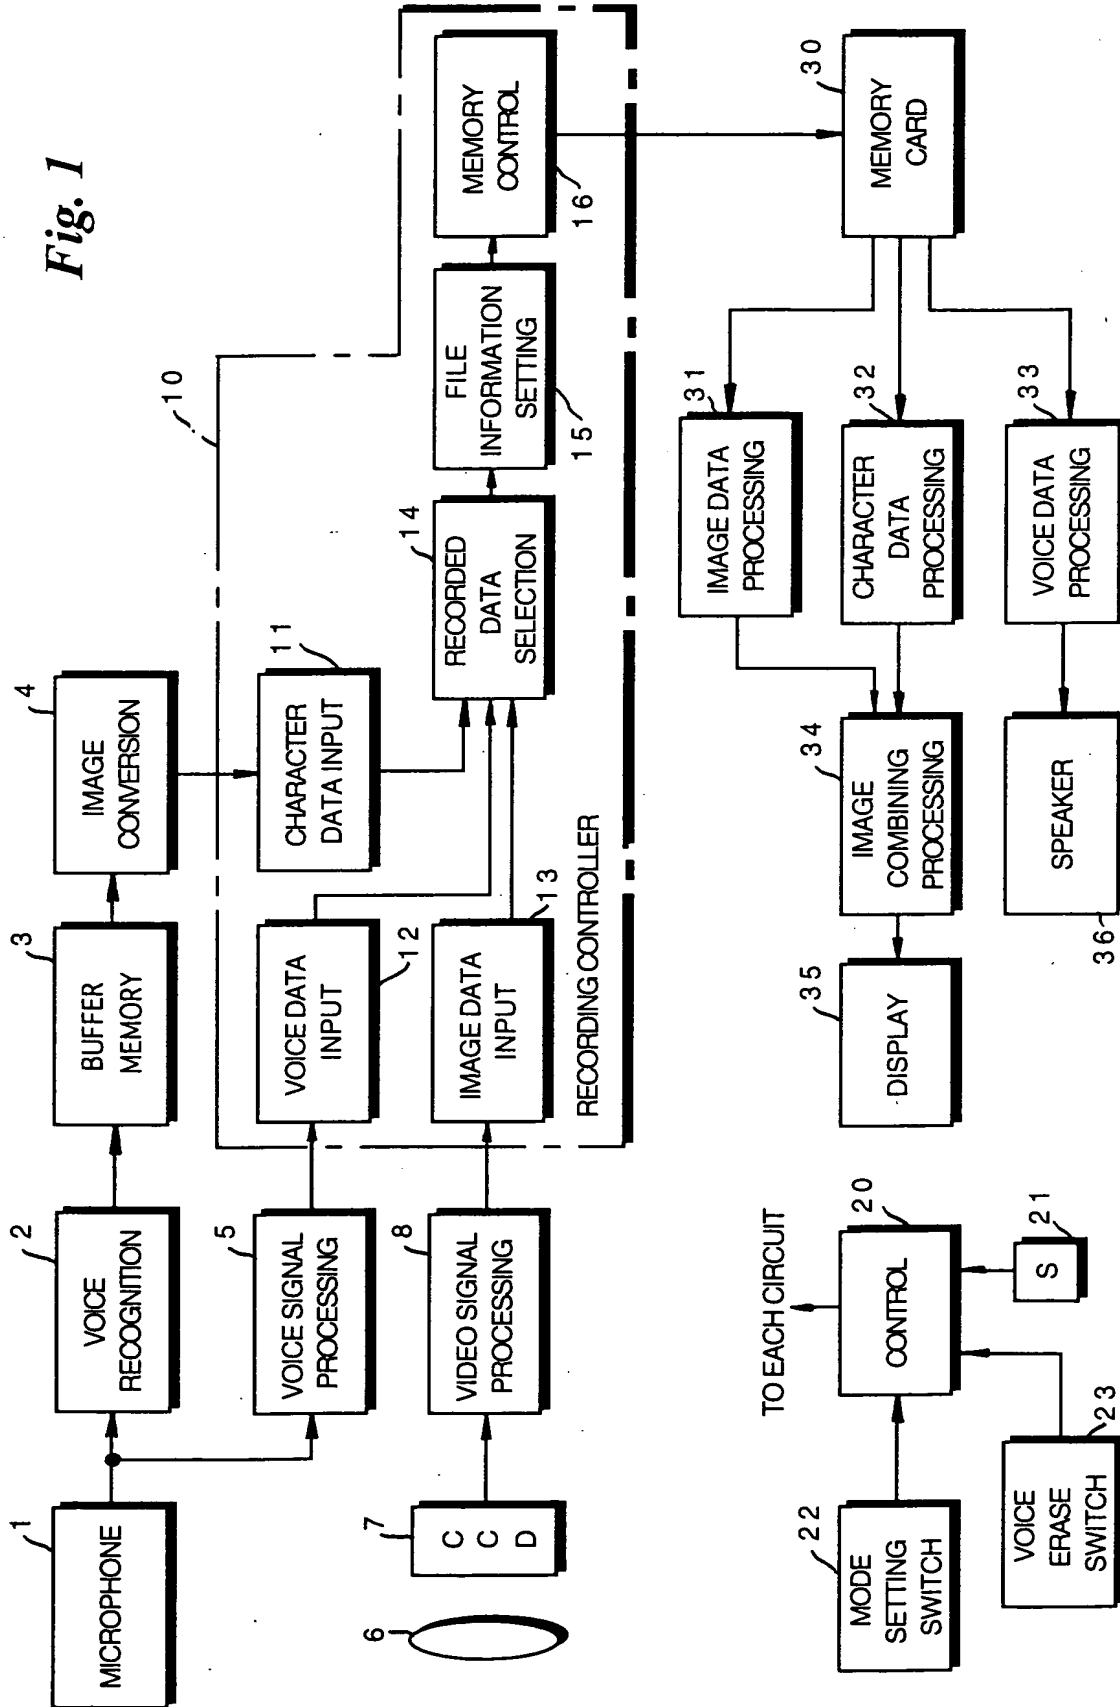 Fig. 1
1
MICROPHONE
2
VOICE
RECOGNITION
3
BUFFER
MEMORY
4
IMAGE
CONVERSION
10
5
VOICE SIGNAL
PROCESSING
VOICE DATA
INPUT
12
11
CHARACTER
DATA INPUT
6
7
C
C
D
8
VIDEO SIGNAL
PROCESSING
IMAGE DATA
INPUT
13
14
RECORDED
DATA
SELECTION
FILE
INFORMATION
SETTING
15
MEMORY
CONTROL
16
RECORDING CONTROLLER
30
MEMORY
CARD
31
IMAGE DATA
PROCESSING
32
CHARACTER
DATA
PROCESSING
33
VOICE DATA
PROCESSING
34
IMAGE
COMBINING
PROCESSING
35
DISPLAY
SPEAKER
36
TO EACH CIRCUIT
20
CONTROL
21
S
22
MODE
SETTING
SWITCH
23
VOICE
ERASE
SWITCH